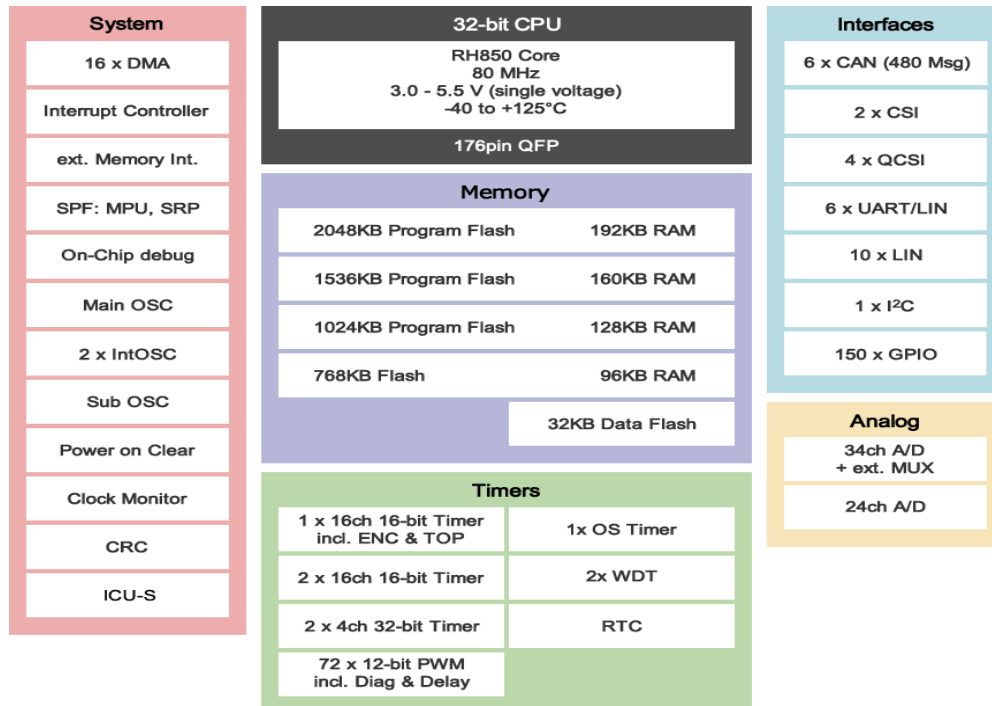 System
16 x DMA
Interrupt Controller
ext. Memory Int.
SPF: MPU, SRP
On-Chip debug
Main OSC
2 x IntOSC
Sub OSC
Power on Clear
Clock Monitor
CRC
ICU-S
32-bit CPU
RH850 Core
80 MHz
3.0 - 5.5 V (single voltage)
-40 to +125°C
176pin QFP
Memory
2048KB Program Flash 192KB RAM
1536KB Program Flash 160KB RAM
1024KB Program Flash 128KB RAM
768KB Flash 96KB RAM
32KB Data Flash
Timers
1 x 16ch 16-bit Timer
incl. ENC & TOP
1x OS Timer
2 x 16ch 16-bit Timer
2x WDT
2 x 4ch 32-bit Timer
RTC
72 x 12-bit PWM
incl. Diag & Delay
Interfaces
6 x CAN (480 Msg)
2 x CSI
4 x QCSI
6 x UART/LIN
10 x LIN
1 x I²C
150 x GPIO
Analog
34ch A/D
+ ext. MUX
24ch A/D